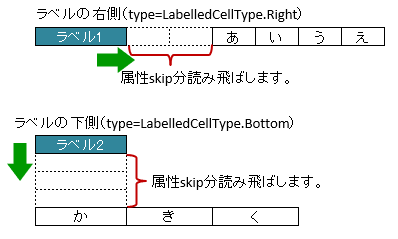 ラベルの右側(type=LabelledCellType.Right)
ラベル1 あ い う え
属性skip分読み飛ばします。
ラベルの下側(type=LabelledCellType.Bottom)
ラベル2
属性skip分読み飛ばします。
か き く